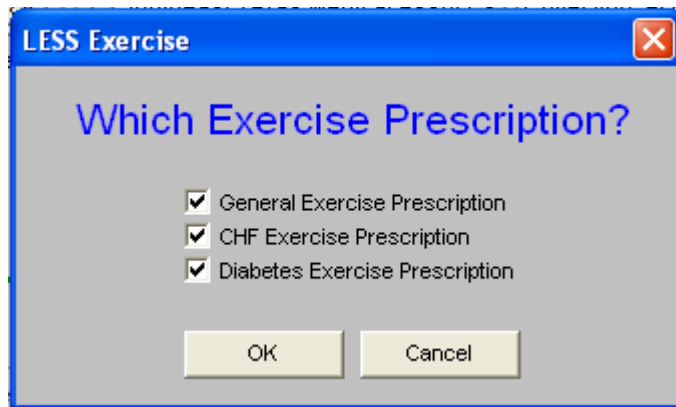 LESS Exercise
Which Exercise Prescription?
General Exercise Prescription
CHF Exercise Prescription
Diabetes Exercise Prescription
OK
Cancel